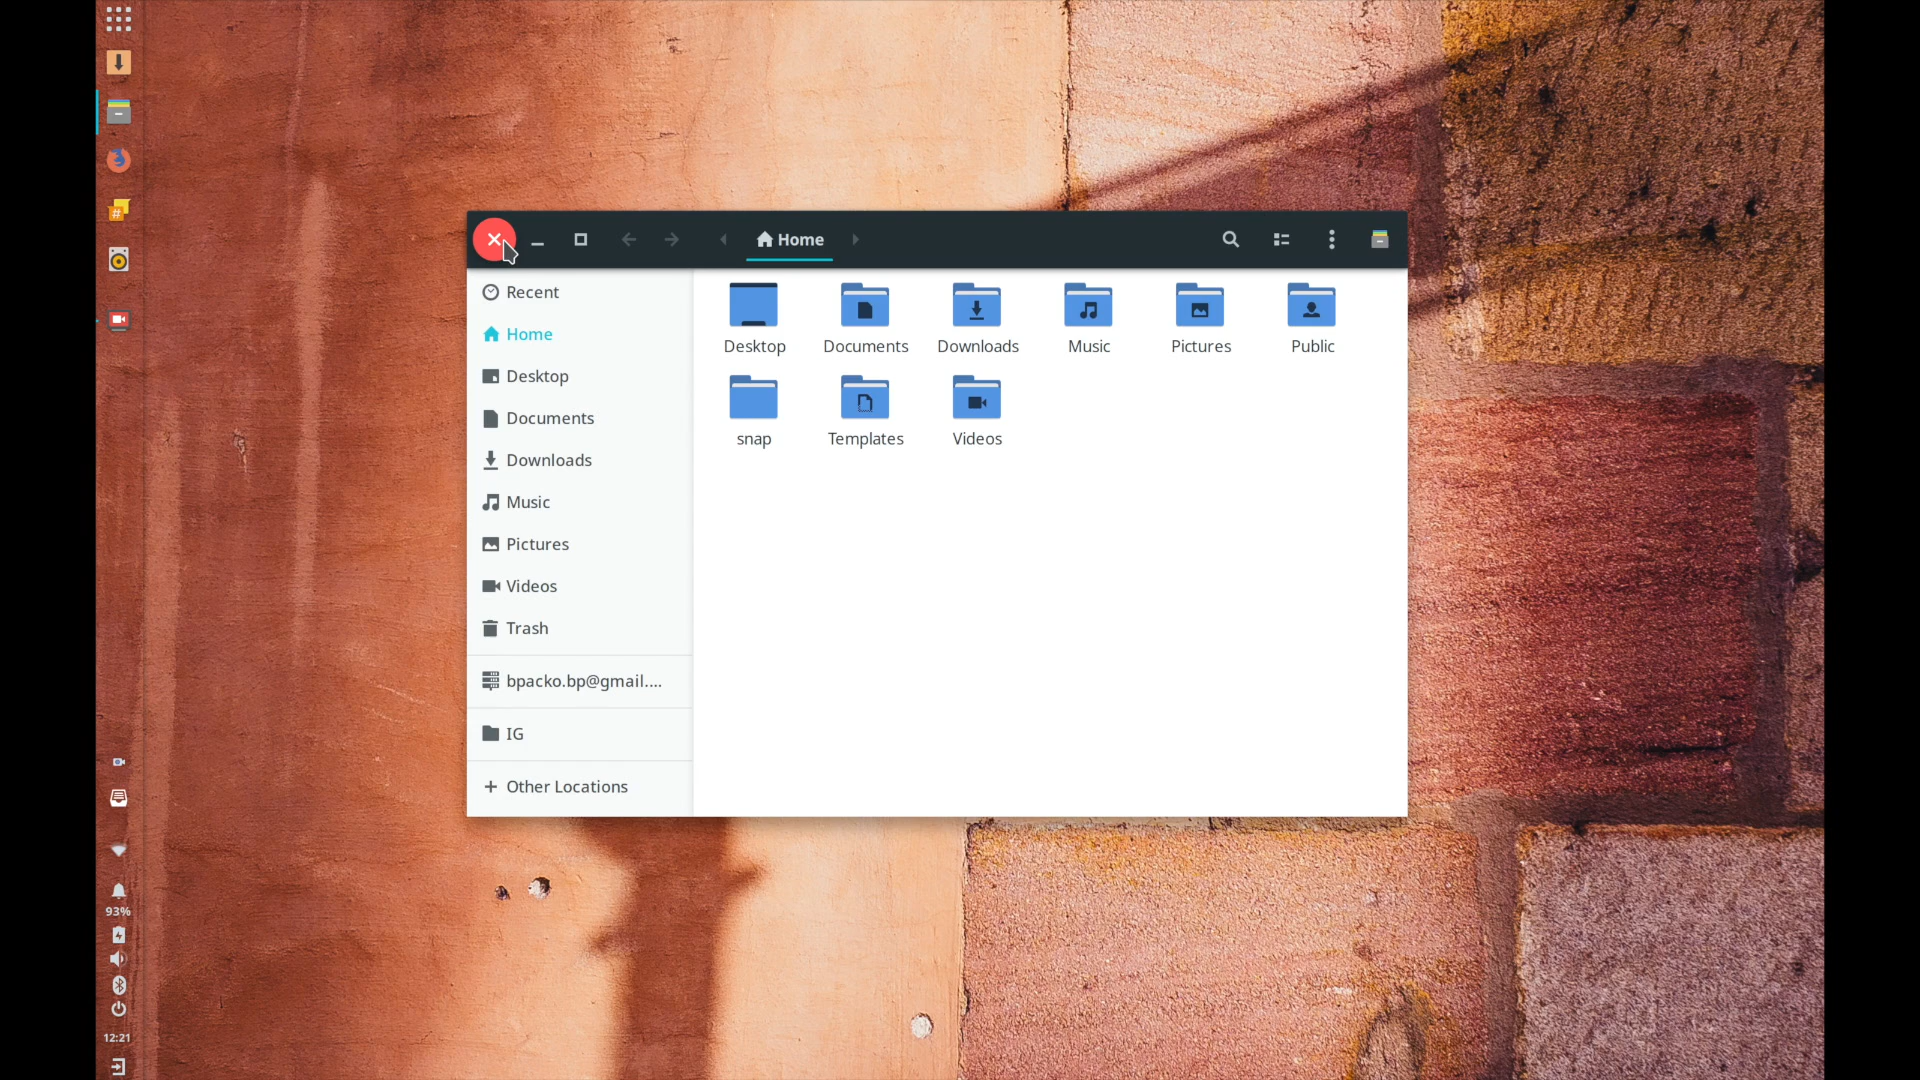 Home
Recent
Home
Desktop
Documents
Downloads
Music
Pictures
Videos
Trash
bpacko.bp@gmail....
IG
Other Locations
Desktop
Documents
Downloads
Music
Pictures
Public
snap
Templates
Videos
#
93%
12:21